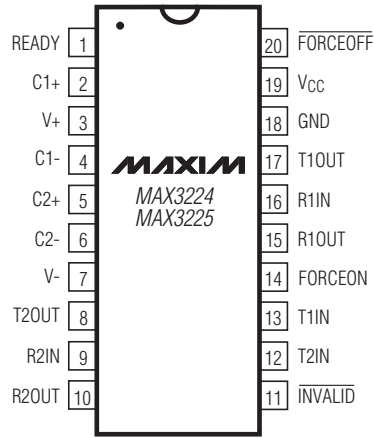 READY 1 20 F̅O̅R̅C̅E̅O̅F̅F̅
C1+ 2 19 VCC
V+ 3 18 GND
C1- 4 MAXIM 17 T1OUT
C2+ 5 MAX3224 16 R1IN
C2- 6 MAX3225 15 R1OUT
V- 7 14 FORCEON
T2OUT 8 13 T1IN
R2IN 9 12 T2IN
R2OUT 10 11 I̅N̅V̅A̅L̅I̅D̅